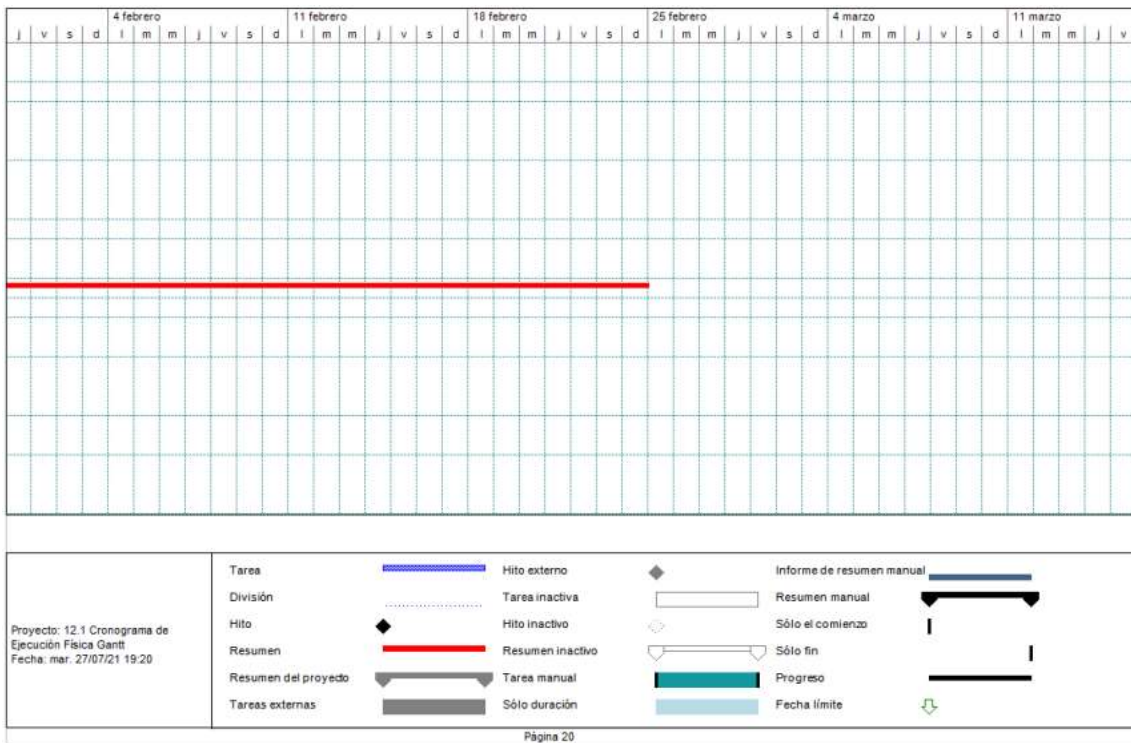 4 febrero 11 febrero 18 febrero 25 febrero 4 marzo 11 marzo
j v s d l m m j v s d l m m j v s d l m m j v s d l m m j v s d l m m j v s d l m m j v
Tarea Hito externo Informe de resumen manual
División Tarea inactiva Resumen manual
Hito Hito inactivo Sólo el comienzo
Resumen Resumen inactivo Sólo fin
Resumen del proyecto Tarea manual Progreso
Tareas externas Sólo duración Fecha límite
Proyecto: 12.1 Cronograma de
Ejecución Física Gantt
Fecha: mar. 27/07/21 19:20
Página 20